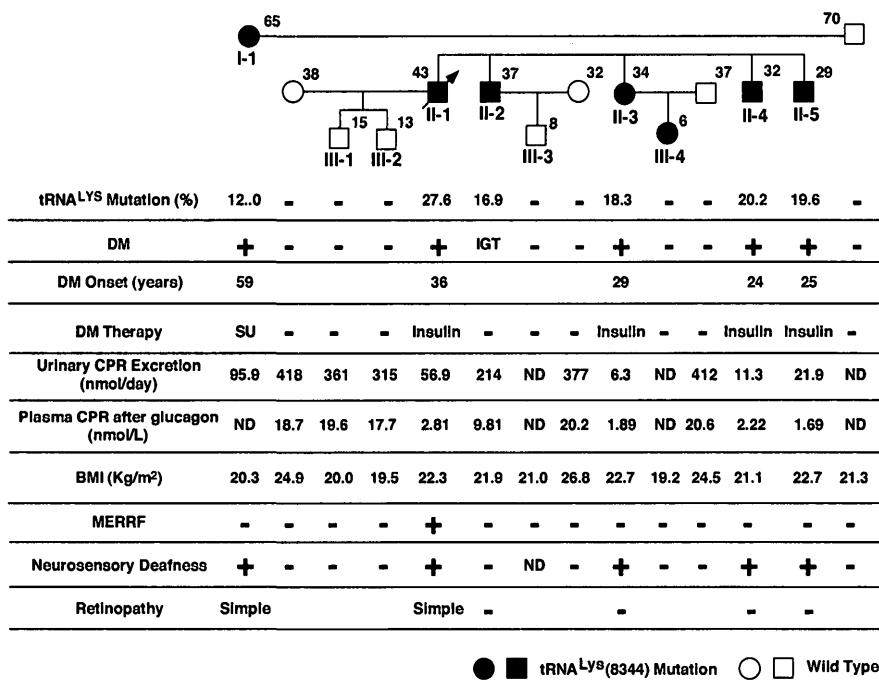 65
70
I-1
38
43
37
32
34
37
32
29
II-1
II-2
II-3
II-4
II-5
15
13
8
6
III-1
III-2
III-3
III-4
tRNALYS Mutation (%) 12..0 - - - 27.6 16.9 - - 18.3 - - 20.2 19.6 -
DM + - - - + IGT - - + - - + + -
DM Onset (years) 59 36 29 24 25
DM Therapy SU - - - Insulin - - - Insulin - - Insulin Insulin -
Urinary CPR Excretion
(nmol/day) 95.9 418 361 315 56.9 214 ND 377 6.3 ND 412 11.3 21.9 ND
Plasma CPR after glucagon
(nmol/L) ND 18.7 19.6 17.7 2.81 9.81 ND 20.2 1.89 ND 20.6 2.22 1.69 ND
BMI (Kg/m²) 20.3 24.9 20.0 19.5 22.3 21.9 21.0 26.8 22.7 19.2 24.5 21.1 22.7 21.3
MERRF - - - - + - - - - - - - - -
Neurosensory Deafness + - - - + - ND - + - - + + -
Retinopathy Simple Simple - - - -
tRNALys(8344) Mutation Wild Type